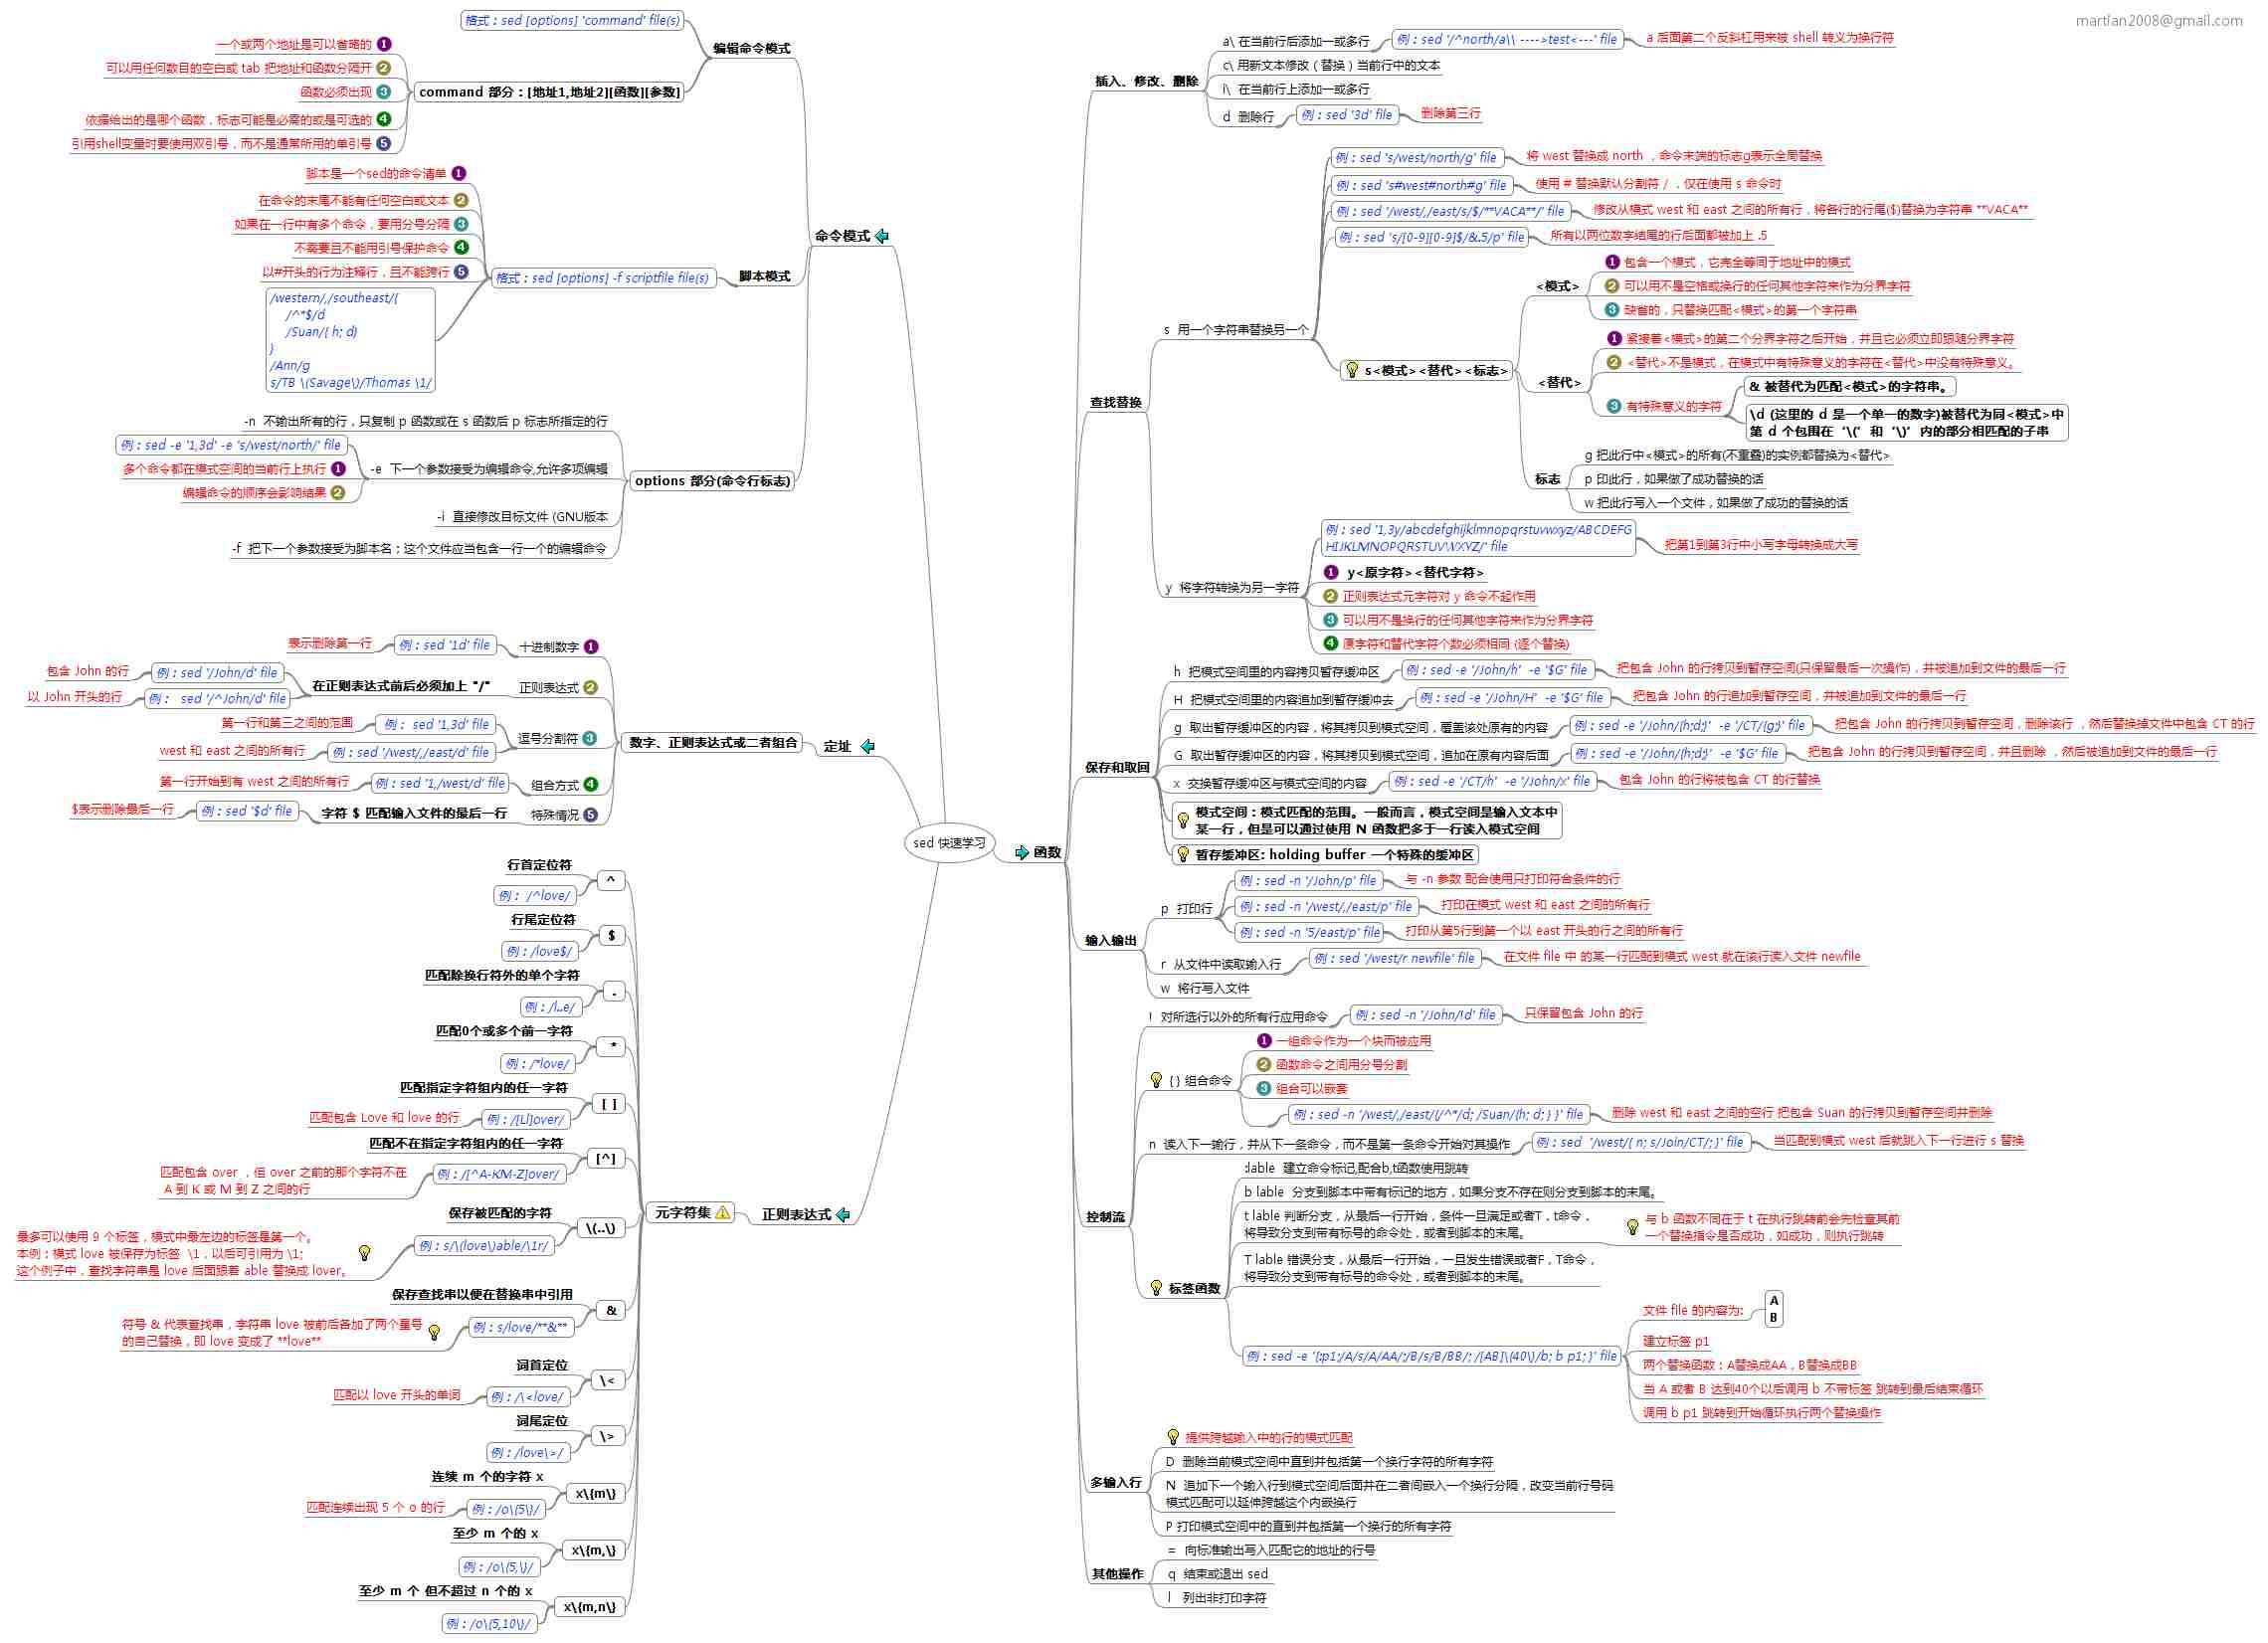 martian2008@gmail.com
sed 快速学习
命令模式
编辑命令模式
格式：sed [options] 'command' file(s)
command 部分：[地址1,地址2][函数][参数]
1 一个或两个地址是可以省略的
2 可以用任何数目的空白或 tab 把地址和函数分隔开
3 函数必须出现
4 依据给出的是哪个函数，标志可能是必需的或是可选的
5 引用shell变量时要使用双引号，而不是通常所用的单引号
脚本模式
格式：sed [options] -f scriptfile file(s)
1 脚本是一个sed的命令清单
2 在命令的末尾不能有任何空白或文本
3 如果在一行中有多个命令，要用分号分隔
4 不需要且不能用引号保护命令
5 以#开头的行为注释行，且不能跨行
/western/,/southeast/{
/^*$/d
/Suan/{ h; d}
}
/Ann/g
s/TB \(Savage\)/Thomas \1/
options 部分(命令行标志)
-n 不输出所有的行，只复制 p 函数或在 s 函数后 p 标志所指定的行
-e 下一个参数接受为编辑命令,允许多项编辑
例：sed -e '1,3d' -e 's/west/north/' file
1 多个命令都在模式空间的当前行上执行
2 编辑命令的顺序会影响结果
-i 直接修改目标文件 (GNU版本
-f 把下一个参数接受为脚本名；这个文件应当包含一行一个的编辑命令
定址
数字、正则表达式或二者组合
1 十进制数字
例：sed '1d' file
表示删除第一行
2 正则表达式
在正则表达式前后必须加上 "/"
例：sed '/John/d' file
包含 John 的行
例： sed '/^John/d' file
以 John 开头的行
3 逗号分割符
例： sed '1,3d' file
第一行和第三之间的范围
例：sed '/west/,/east/d' file
west 和 east 之间的所有行
4 组合方式
例：sed '1,/west/d' file
第一行开始到有 west 之间的所有行
5 特殊情况
字符 $ 匹配输入文件的最后一行
例：sed '$d' file
$表示删除最后一行
正则表达式
元字符集
^
行首定位符
例： /^love/
$
行尾定位符
例：/love$/
.
匹配除换行符外的单个字符
例：/l..e/
*
匹配0个或多个前一字符
例：/*love/
[ ]
匹配指定字符组内的任一字符
例：/[Ll]over/
匹配包含 Love 和 love 的行
[^]
匹配不在指定字符组内的任一字符
例：/[^A-KM-Z]over/
匹配包含 over ，但 over 之前的那个字符不在
A 到 K 或 M 到 Z 之间的行
\(..\)
保存被匹配的字符
例：s/\(love\)able/\1r/
最多可以使用 9 个标签，模式中最左边的标签是第一个。
本例：模式 love 被保存为标签 \1，以后可引用为 \1;
这个例子中，查找字符串是 love 后面跟着 able 替换成 lover。
&
保存查找串以便在替换串中引用
例：s/love/**&**
符号 & 代表查找串，字符串 love 被前后各加了两个星号
的自己替换，即 love 变成了 **love**
\<
词首定位
例：/\<love/
匹配以 love 开头的单词
\>
词尾定位
例：/love\>/
x\{m\}
连续 m 个的字符 x
例：/o\{5\}/
匹配连续出现 5 个 o 的行
x\{m,\}
至少 m 个的 x
例：/o\{5,\}/
x\{m,n\}
至少 m 个 但不超过 n 个的 x
例：/o\{5,10\}/
函数
插入、修改、删除
a\ 在当前行后添加一或多行
例：sed '/^north/a\\ ---->test<---' file
a 后面第二个反斜杠用来被 shell 转义为换行符
c\ 用新文本修改（替换）当前行中的文本
i\ 在当前行上添加一或多行
d 删除行
例：sed '3d' file
删除第三行
查找替换
s 用一个字符串替换另一个
例：sed 's/west/north/g' file
将 west 替换成 north ，命令末端的标志g表示全局替换
例：sed 's#west#north#g' file
使用 # 替换默认分割符 / ，仅在使用 s 命令时
例：sed '/west/,/east/s/$/**VACA**/' file
修改从模式 west 和 east 之间的所有行，将各行的行尾($)替换为字符串 **VACA**
例：sed 's/[0-9][0-9]$/&.5/p' file
所有以两位数字结尾的行后面都被加上 .5
s<模式><替代><标志>
<模式>
1 包含一个模式，它完全等同于地址中的模式
2 可以用不是空格或换行的任何其他字符来作为分界字符
3 缺省的，只替换匹配<模式>的第一个字符串
<替代>
1 紧接着<模式>的第二个分界字符之后开始，并且它必须立即跟随分界字符
2 <替代>不是模式，在模式中有特殊意义的字符在<替代>中没有特殊意义。
3 有特殊意义的字符
& 被替代为匹配<模式>的字符串。
\d (这里的 d 是一个单一的数字)被替代为同<模式>中
第 d 个包围在‘\(’和‘\)’内的部分相匹配的子串
标志
g 把此行中<模式>的所有(不重叠)的实例都替换为<替代>.
p 印此行，如果做了成功替换的话
w 把此行写入一个文件，如果做了成功的替换的话
y 将字符转换为另一字符
例：sed '1,3y/abcdefghijklmnopqrstuvwxyz/ABCDEFG
HIJKLMNOPQRSTUVWXYZ/' file
把第1到第3行中小写字母转换成大写
1 y<原字符><替代字符>
2 正则表达式元字符对 y 命令不起作用
3 可以用不是换行的任何其他字符来作为分界字符
4 原字符和替代字符个数必须相同 (逐个替换)
保存和取回
h 把模式空间里的内容拷贝暂存缓冲区
例：sed -e '/John/h' -e '$G' file
把包含 John 的行拷贝到暂存空间(只保留最后一次操作)，并被追加到文件的最后一行
H 把模式空间里的内容追加到暂存缓冲去
例：sed -e '/John/H' -e '$G' file
把包含 John 的行追加到暂存空间，并被追加到文件的最后一行
g 取出暂存缓冲区的内容，将其拷贝到模式空间，覆盖该处原有的内容
例：sed -e '/John/{h;d;}' -e '/CT/{g;}' file
把包含 John 的行拷贝到暂存空间，删除该行 ，然后替换掉文件中包含 CT 的行
G 取出暂存缓冲区的内容，将其拷贝到模式空间，追加在原有内容后面
例：sed -e '/John/{h;d;}' -e '$G' file
把包含 John 的行拷贝到暂存空间，并且删除 ，然后被追加到文件的最后一行
x 交换暂存缓冲区与模式空间的内容
例：sed -e '/CT/h' -e '/John/x' file
包含 John 的行将被包含 CT 的行替换
模式空间：模式匹配的范围。一般而言，模式空间是输入文本中
某一行，但是可以通过使用 N 函数把多于一行读入模式空间
暂存缓冲区: holding buffer 一个特殊的缓冲区
输入输出
p 打印行
例：sed -n '/John/p' file
与 -n 参数 配合使用只打印符合条件的行
例：sed -n '/west/,/east/p' file
打印在模式 west 和 east 之间的所有行
例：sed -n '5/east/p' file
打印从第5行到第一个以 east 开头的行之间的所有行
r 从文件中读取输入行
例：sed '/west/r newfile' file
在文件 file 中 的某一行匹配到模式 west 就在该行读入文件 newfile
w 将行写入文件
控制流
! 对所选行以外的所有行应用命令
例：sed -n '/John/!d' file
只保留包含 John 的行
{ } 组合命令
1 一组命令作为一个块而被应用
2 函数命令之间用分号分割
3 组合可以嵌套
例：sed -n '/west/,/east/{/^*/d; /Suan/{h; d; } }' file
删除 west 和 east 之间的空行 把包含 Suan 的行拷贝到暂存空间并删除
n 读入下一输行，并从下一条命令，而不是第一条命令开始对其操作
例：sed '/west/{ n; s/Join/CT/; }' file
当匹配到模式 west 后就跳入下一行进行 s 替换
标签函数
:lable 建立命令标记,配合b,t函数使用跳转
b lable 分支到脚本中带有标记的地方，如果分支不存在则分支到脚本的末尾。
t lable 判断分支，从最后一行开始，条件一旦满足或者T，t命令，
将导致分支到带有标号的命令处，或者到脚本的末尾。
与 b 函数不同在于 t 在执行跳转前会先检查其前
一个替换指令是否成功，如成功，则执行跳转
T lable 错误分支，从最后一行开始，一旦发生错误或者F，T命令，
将导致分支到带有标号的命令处，或者到脚本的末尾。
例：sed -e '{:p1;/A/s/A/AA/;/B/s/B/BB/; /[AB]\{40\}/b; b p1; }' file
文件 file 的内容为:
A
B
建立标签 p1
两个替换函数：A替换成AA，B替换成BB
当 A 或者 B 达到40个以后调用 b 不带标签 跳转到最后结束循环
调用 b p1 跳转到开始循环执行两个替换操作
多输入行
提供跨越输入中的行的模式匹配
D 删除当前模式空间中直到并包括第一个换行字符的所有字符
N 追加下一个输入行到模式空间后面并在二者间嵌入一个换行分隔，改变当前行号码
模式匹配可以延伸跨越这个内嵌换行
P 打印模式空间中的直到并包括第一个换行的所有字符
其他操作
= 向标准输出写入匹配它的地址的行号
q 结束或退出 sed
l 列出非打印字符